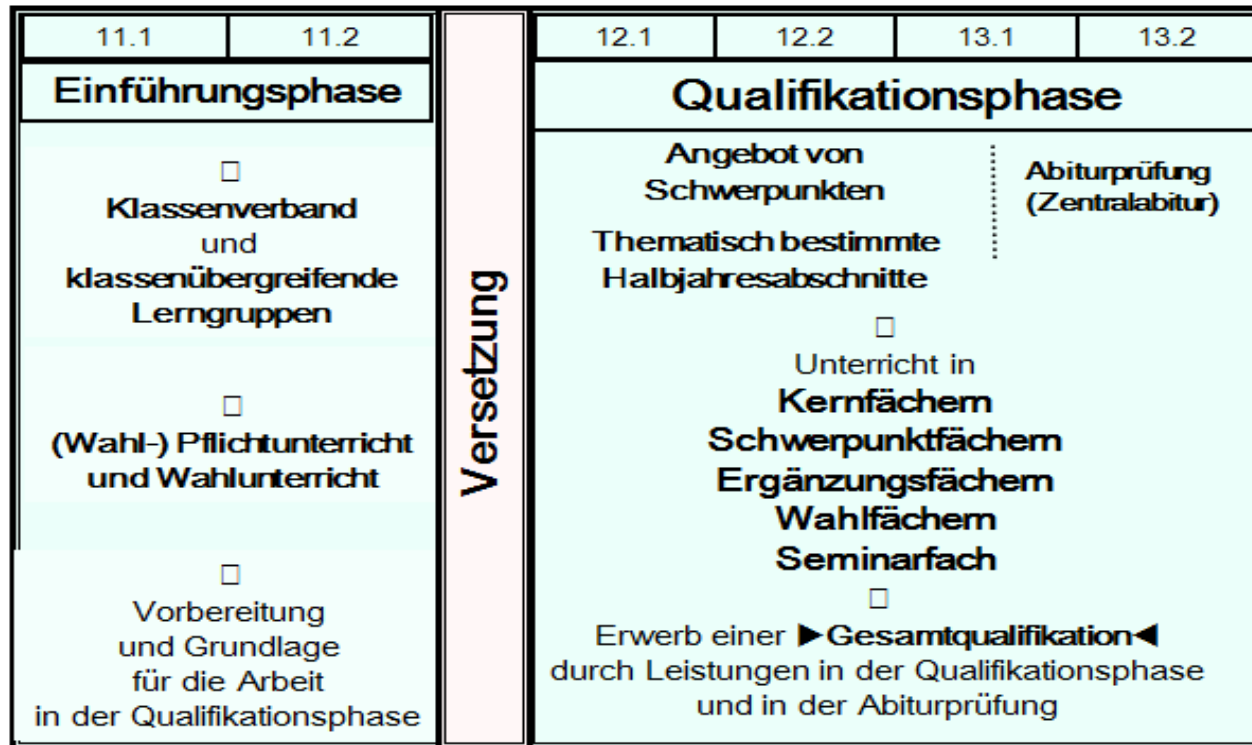 11.1 11.2
Einführungsphase
□
Klassenverband
und
klassenübergreifende
Lerngruppen
□
(Wahl-) Pflichtunterricht
und Wahlunterricht
□
Vorbereitung
und Grundlage
für die Arbeit
in der Qualifikationsphase
Versetzung
12.1 12.2 13.1 13.2
Qualifikationsphase
Angebot von
Schwerpunkten
Thematisch bestimmte
Halbjahresabschnitte
Abiturprüfung
(Zentralabitur)
□
Unterricht in
Kernfächern
Schwerpunktfächern
Ergänzungsfächern
Wahlfächern
Seminarfach
□
Erwerb einer ►Gesamtqualifikation◄
durch Leistungen in der Qualifikationsphase
und in der Abiturprüfung